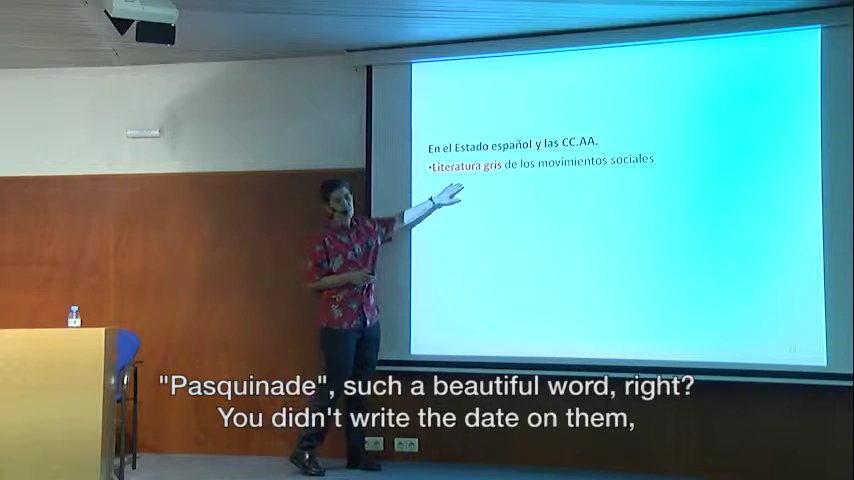 En el Estado español y las CC.AA.
•Literatura gris de los movimientos sociales
20
"Pasquinade", such a beautiful word, right?
You didn't write the date on them,